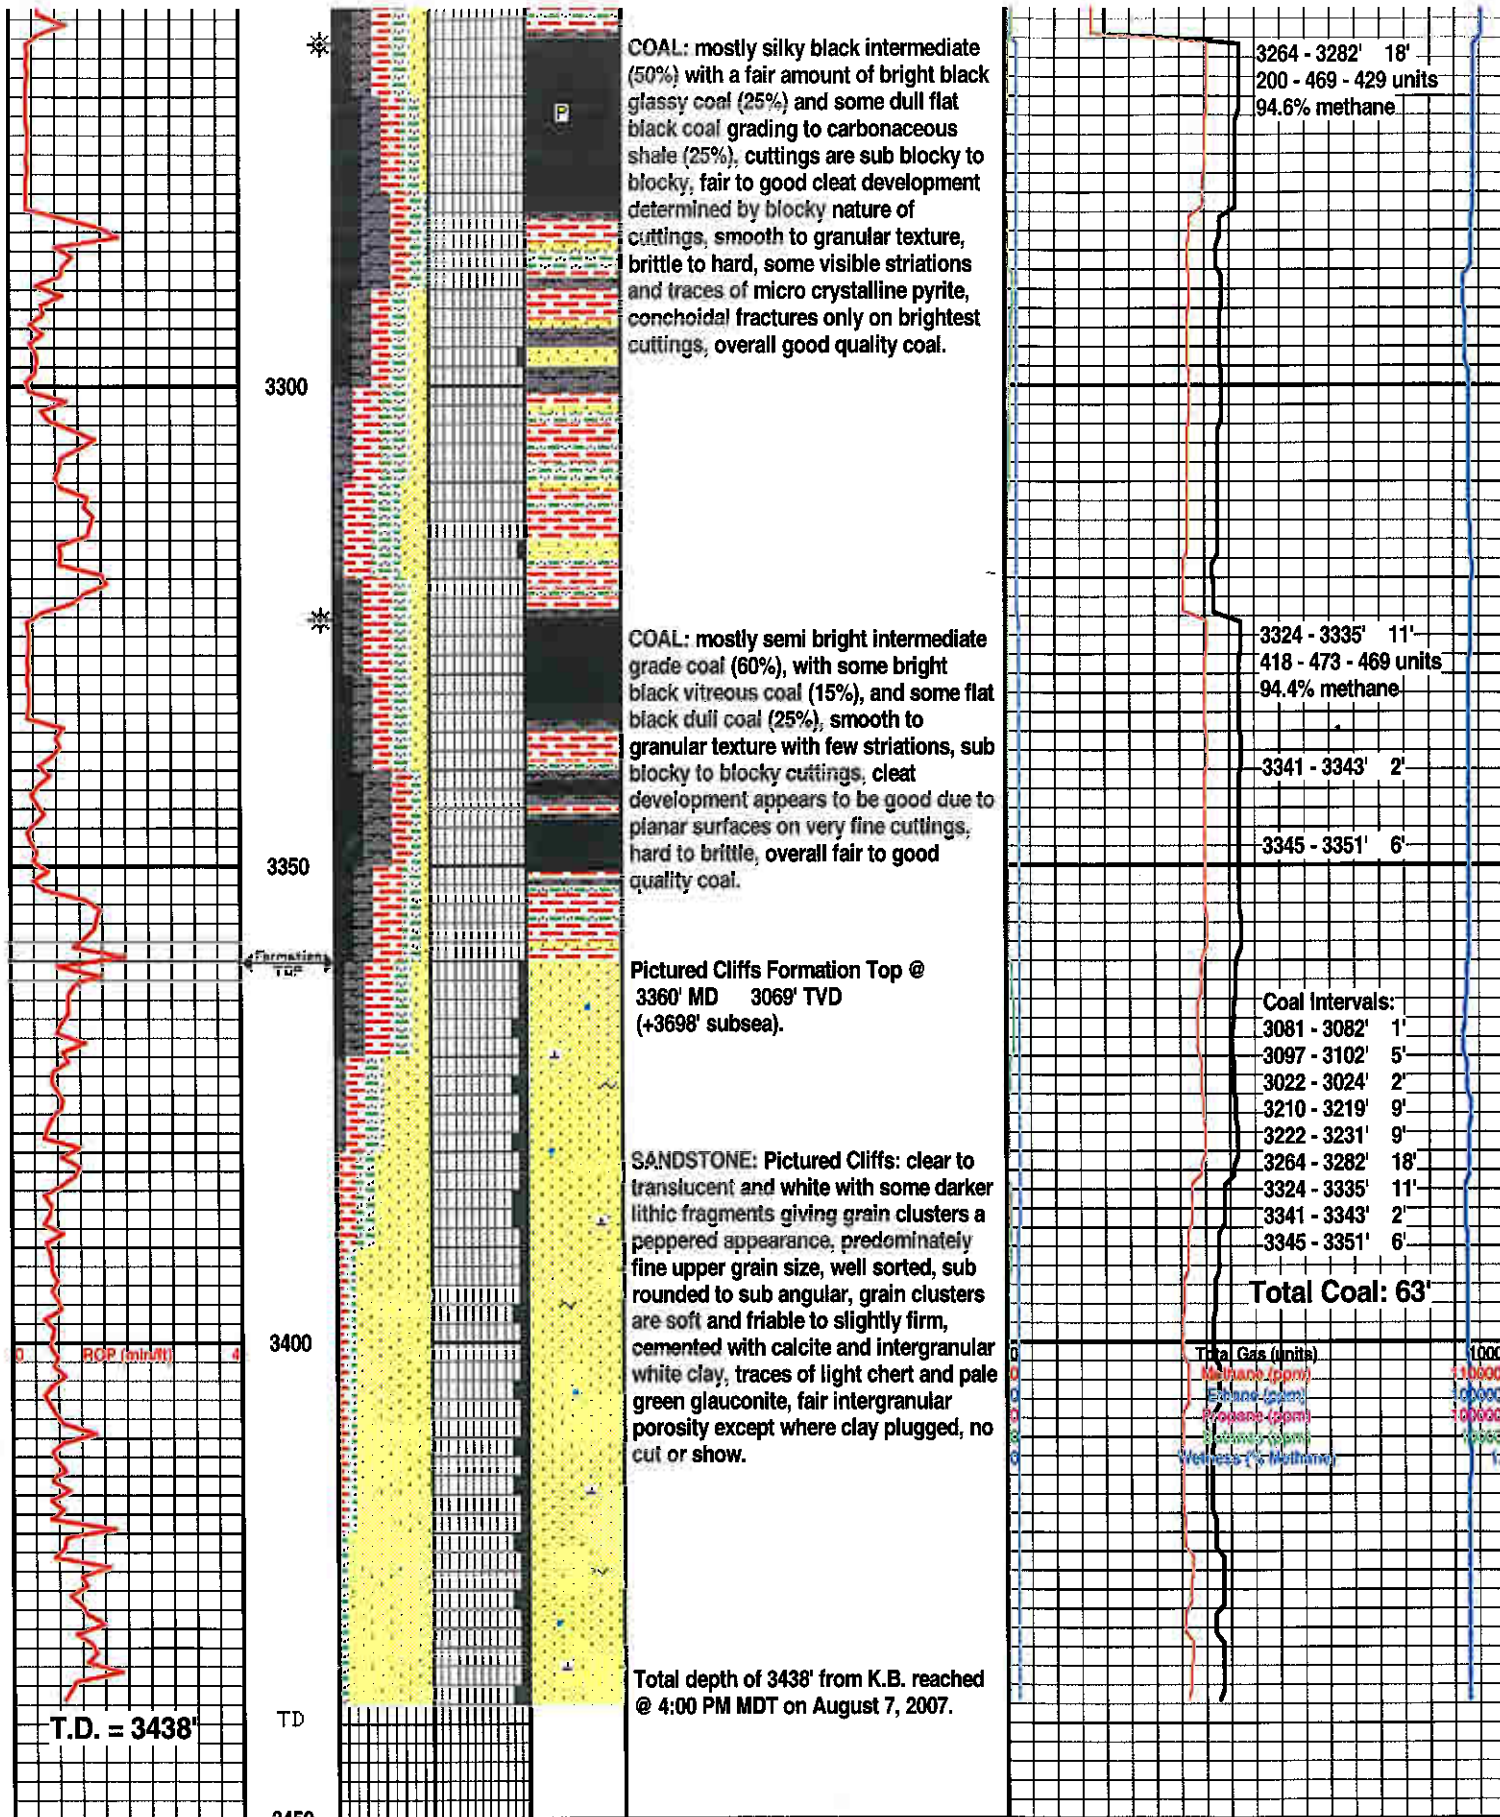 COAL: mostly silky black intermediate
(50%) with a fair amount of bright black
glassy coal (25%) and some dull flat
black coal grading to carbonaceous
shale (25%), cuttings are sub blocky to
blocky, fair to good cleat development
determined by blocky nature of
cuttings, smooth to granular texture,
brittle to hard, some visible striations
and traces of micro crystalline pyrite,
conchoidal fractures only on brightest
cuttings, overall good quality coal.
P
3264 - 3282' 18'
200 - 469 - 429 units
94.6% methane
3300
COAL: mostly semi bright intermediate
grade coal (60%), with some bright
black vitreous coal (15%), and some flat
black dull coal (25%), smooth to
granular texture with few striations, sub
blocky to blocky cuttings, cleat
development appears to be good due to
planar surfaces on very fine cuttings,
hard to brittle, overall fair to good
quality coal.
3324 - 3335' 11'
418 - 473 - 469 units
94.4% methane
3341 - 3343' 2'
3345 - 3351' 6'
3350
Formation
TOP
Pictured Cliffs Formation Top @
3360' MD 3069' TVD
(+3698' subsea).
Coal Intervals:
3081 - 3082' 1'
3097 - 3102' 5'
3022 - 3024' 2'
3210 - 3219' 9'
3222 - 3231' 9'
3264 - 3282' 18'
3324 - 3335' 11'
3341 - 3343' 2'
3345 - 3351' 6'
Total Coal: 63'
SANDSTONE: Pictured Cliffs: clear to
translucent and white with some darker
lithic fragments giving grain clusters a
peppered appearance, predominately
fine upper grain size, well sorted, sub
rounded to sub angular, grain clusters
are soft and friable to slightly firm,
cemented with calcite and intergranular
white clay, traces of light chert and pale
green glauconite, fair intergranular
porosity except where clay plugged, no
cut or show.
3400
0 ROP (min/ft) 4
0 Total Gas (units) 1000
0 Methane (ppm)
0 Ethane (ppm)
0 Propane (ppm)
Wetness (% Methane)
Total depth of 3438' from K.B. reached
@ 4:00 PM MDT on August 7, 2007.
T.D. = 3438'
TD
3450